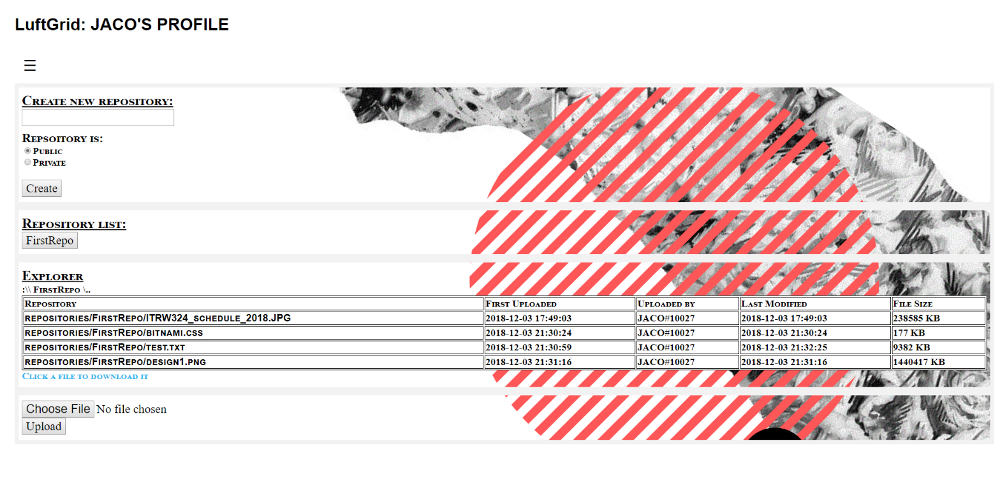 LuftGrid: JACO'S PROFILE
☰
Create new repository:
Repsoitory is:
Public
Private
Create
Repository list:
FirstRepo
Explorer
:\\ FirstRepo \..
Repository First Uploaded Uploaded by Last Modified File Size
repositories/FirstRepo/ITRW324_schedule_2018.JPG 2018-12-03 17:49:03 JACO#10027 2018-12-03 17:49:03 238585 KB
repositories/FirstRepo/bitnami.css 2018-12-03 21:30:24 JACO#10027 2018-12-03 21:30:24 177 KB
repositories/FirstRepo/test.txt 2018-12-03 21:30:59 JACO#10027 2018-12-03 21:32:25 9382 KB
repositories/FirstRepo/design1.png 2018-12-03 21:31:16 JACO#10027 2018-12-03 21:31:16 1440417 KB
Click a file to download it
Choose File No file chosen
Upload